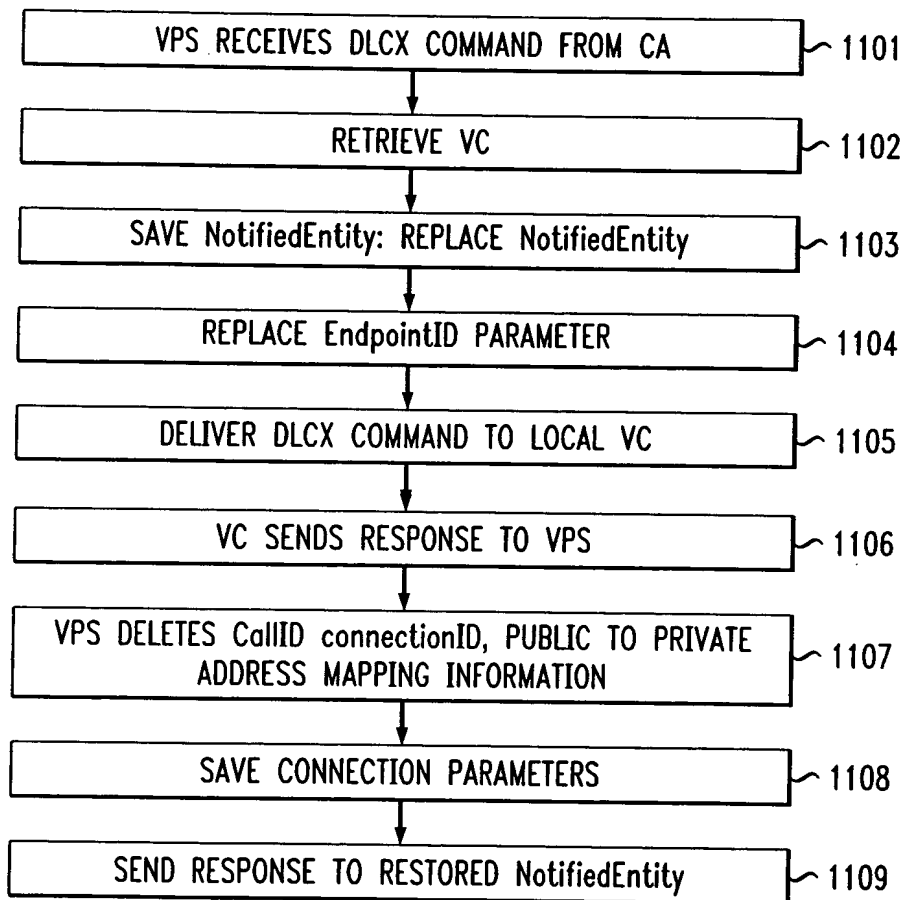 VPS RECEIVES DLCX COMMAND FROM CA
1101
RETRIEVE VC
1102
SAVE NotifiedEntity: REPLACE NotifiedEntity
1103
REPLACE EndpointID PARAMETER
1104
DELIVER DLCX COMMAND TO LOCAL VC
1105
VC SENDS RESPONSE TO VPS
1106
VPS DELETES CallID connectionID, PUBLIC TO PRIVATE
ADDRESS MAPPING INFORMATION
1107
SAVE CONNECTION PARAMETERS
1108
SEND RESPONSE TO RESTORED NotifiedEntity
1109